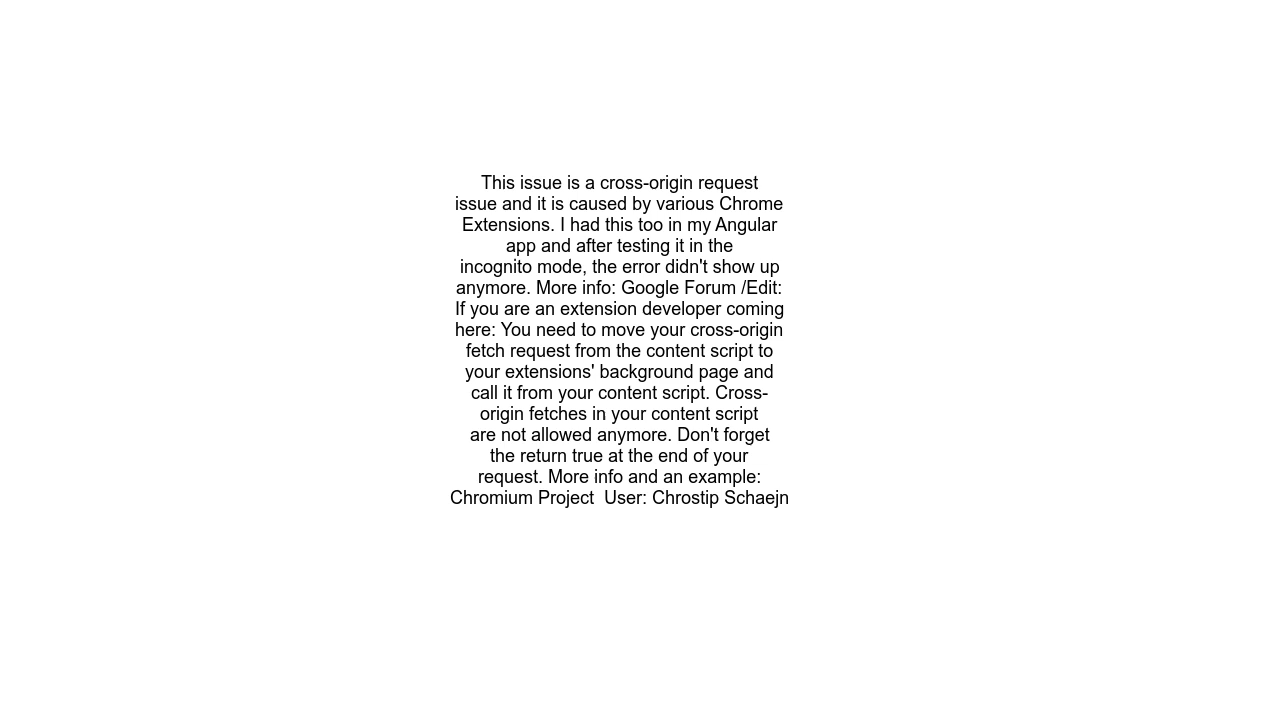 This issue is a cross-origin request
issue and it is caused by various Chrome
Extensions. I had this too in my Angular
app and after testing it in the
incognito mode, the error didn't show up
anymore. More info: Google Forum /Edit:
If you are an extension developer coming
here: You need to move your cross-origin
fetch request from the content script to
your extensions' background page and
call it from your content script. Cross-
origin fetches in your content script
are not allowed anymore. Don't forget
the return true at the end of your
request. More info and an example:
Chromium Project  User: Chrostip Schaejn